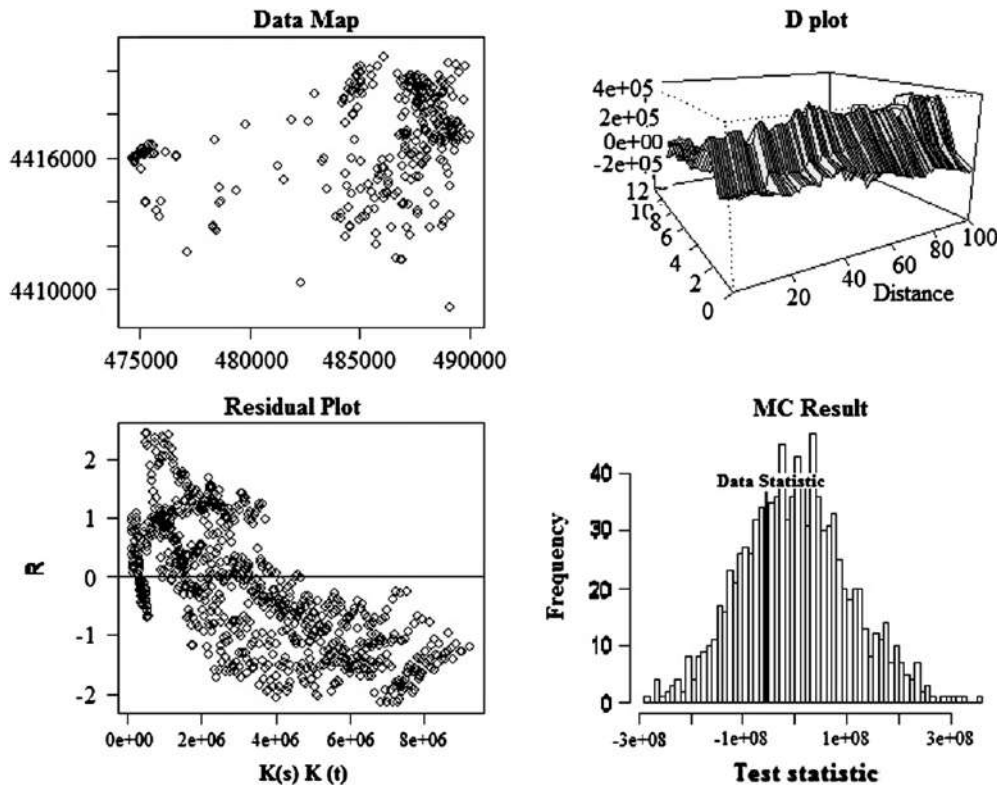 Data Map
4416000
4410000
475000 480000 485000 490000
D plot
4e+05
2e+05
0e+00
-2e+05
12
10
8
6
4
2
0
20
40
60
80
100
Distance
Residual Plot
R
2
1
0
-1
-2
0e+00 2e+06 4e+06 6e+06 8e+06
K(s) K (t)
MC Result
Data Statistic
Frequency
40
30
20
10
0
-3e+08 -1e+08 1e+08 3e+08
Test statistic